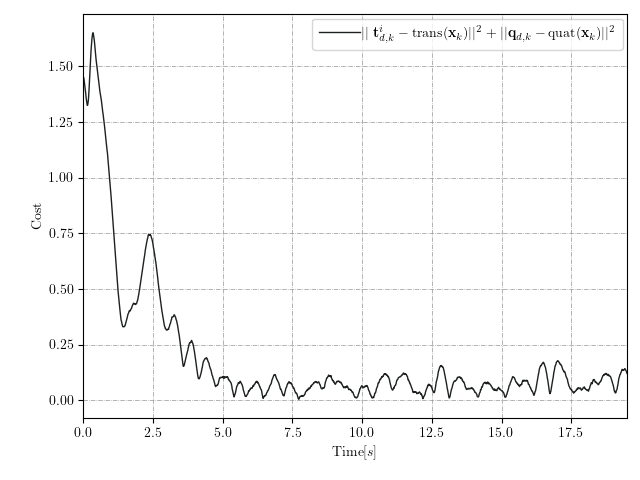 || t^i_{d,k} − trans(x_k)||^2 + ||q_{d,k} − quat(x_k)||^2
1.50
1.25
1.00
0.75
0.50
0.25
0.00
Cost
0.0 2.5 5.0 7.5 10.0 12.5 15.0 17.5
Time[s]